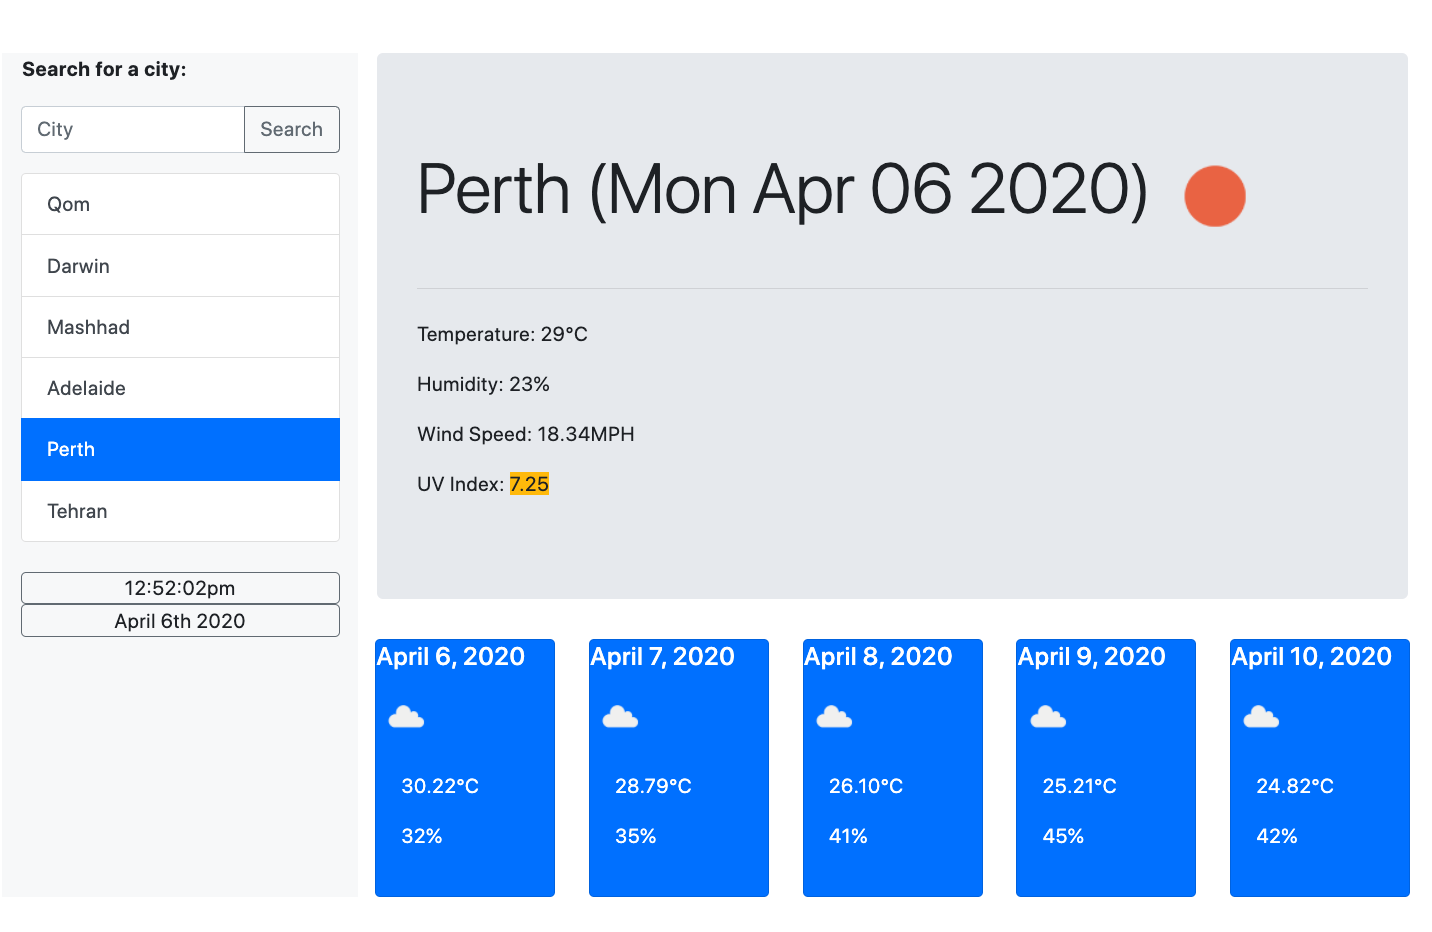 Search for a city:
City
Search
Qom
Darwin
Mashhad
Adelaide
Perth
Tehran
12:52:02pm
April 6th 2020
Perth (Mon Apr 06 2020)
Temperature: 29°C
Humidity: 23%
Wind Speed: 18.34MPH
UV Index: 7.25
April 6, 2020
30.22°C
32%
April 7, 2020
28.79°C
35%
April 8, 2020
26.10°C
41%
April 9, 2020
25.21°C
45%
April 10, 2020
24.82°C
42%